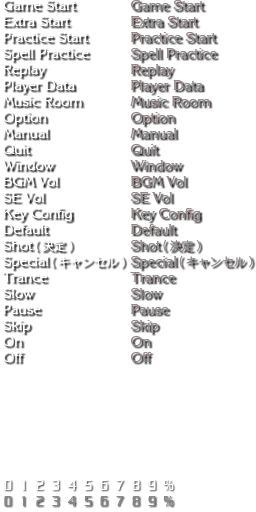 Game Start Game Start
Extra Start Extra Start
Practice Start Practice Start
Spell Practice Spell Practice
Replay Replay
Player Data Player Data
Music Room Music Room
Option Option
Manual Manual
Quit Quit
Window Window
BGM Vol BGM Vol
SE Vol SE Vol
Key Config Key Config
Default Default
Shot(決定) Shot(決定)
Special(キャンセル) Special(キャンセル)
Trance Trance
Slow Slow
Pause Pause
Skip Skip
On On
Off Off
0 1 2 3 4 5 6 7 8 9 %
0 1 2 3 4 5 6 7 8 9 %